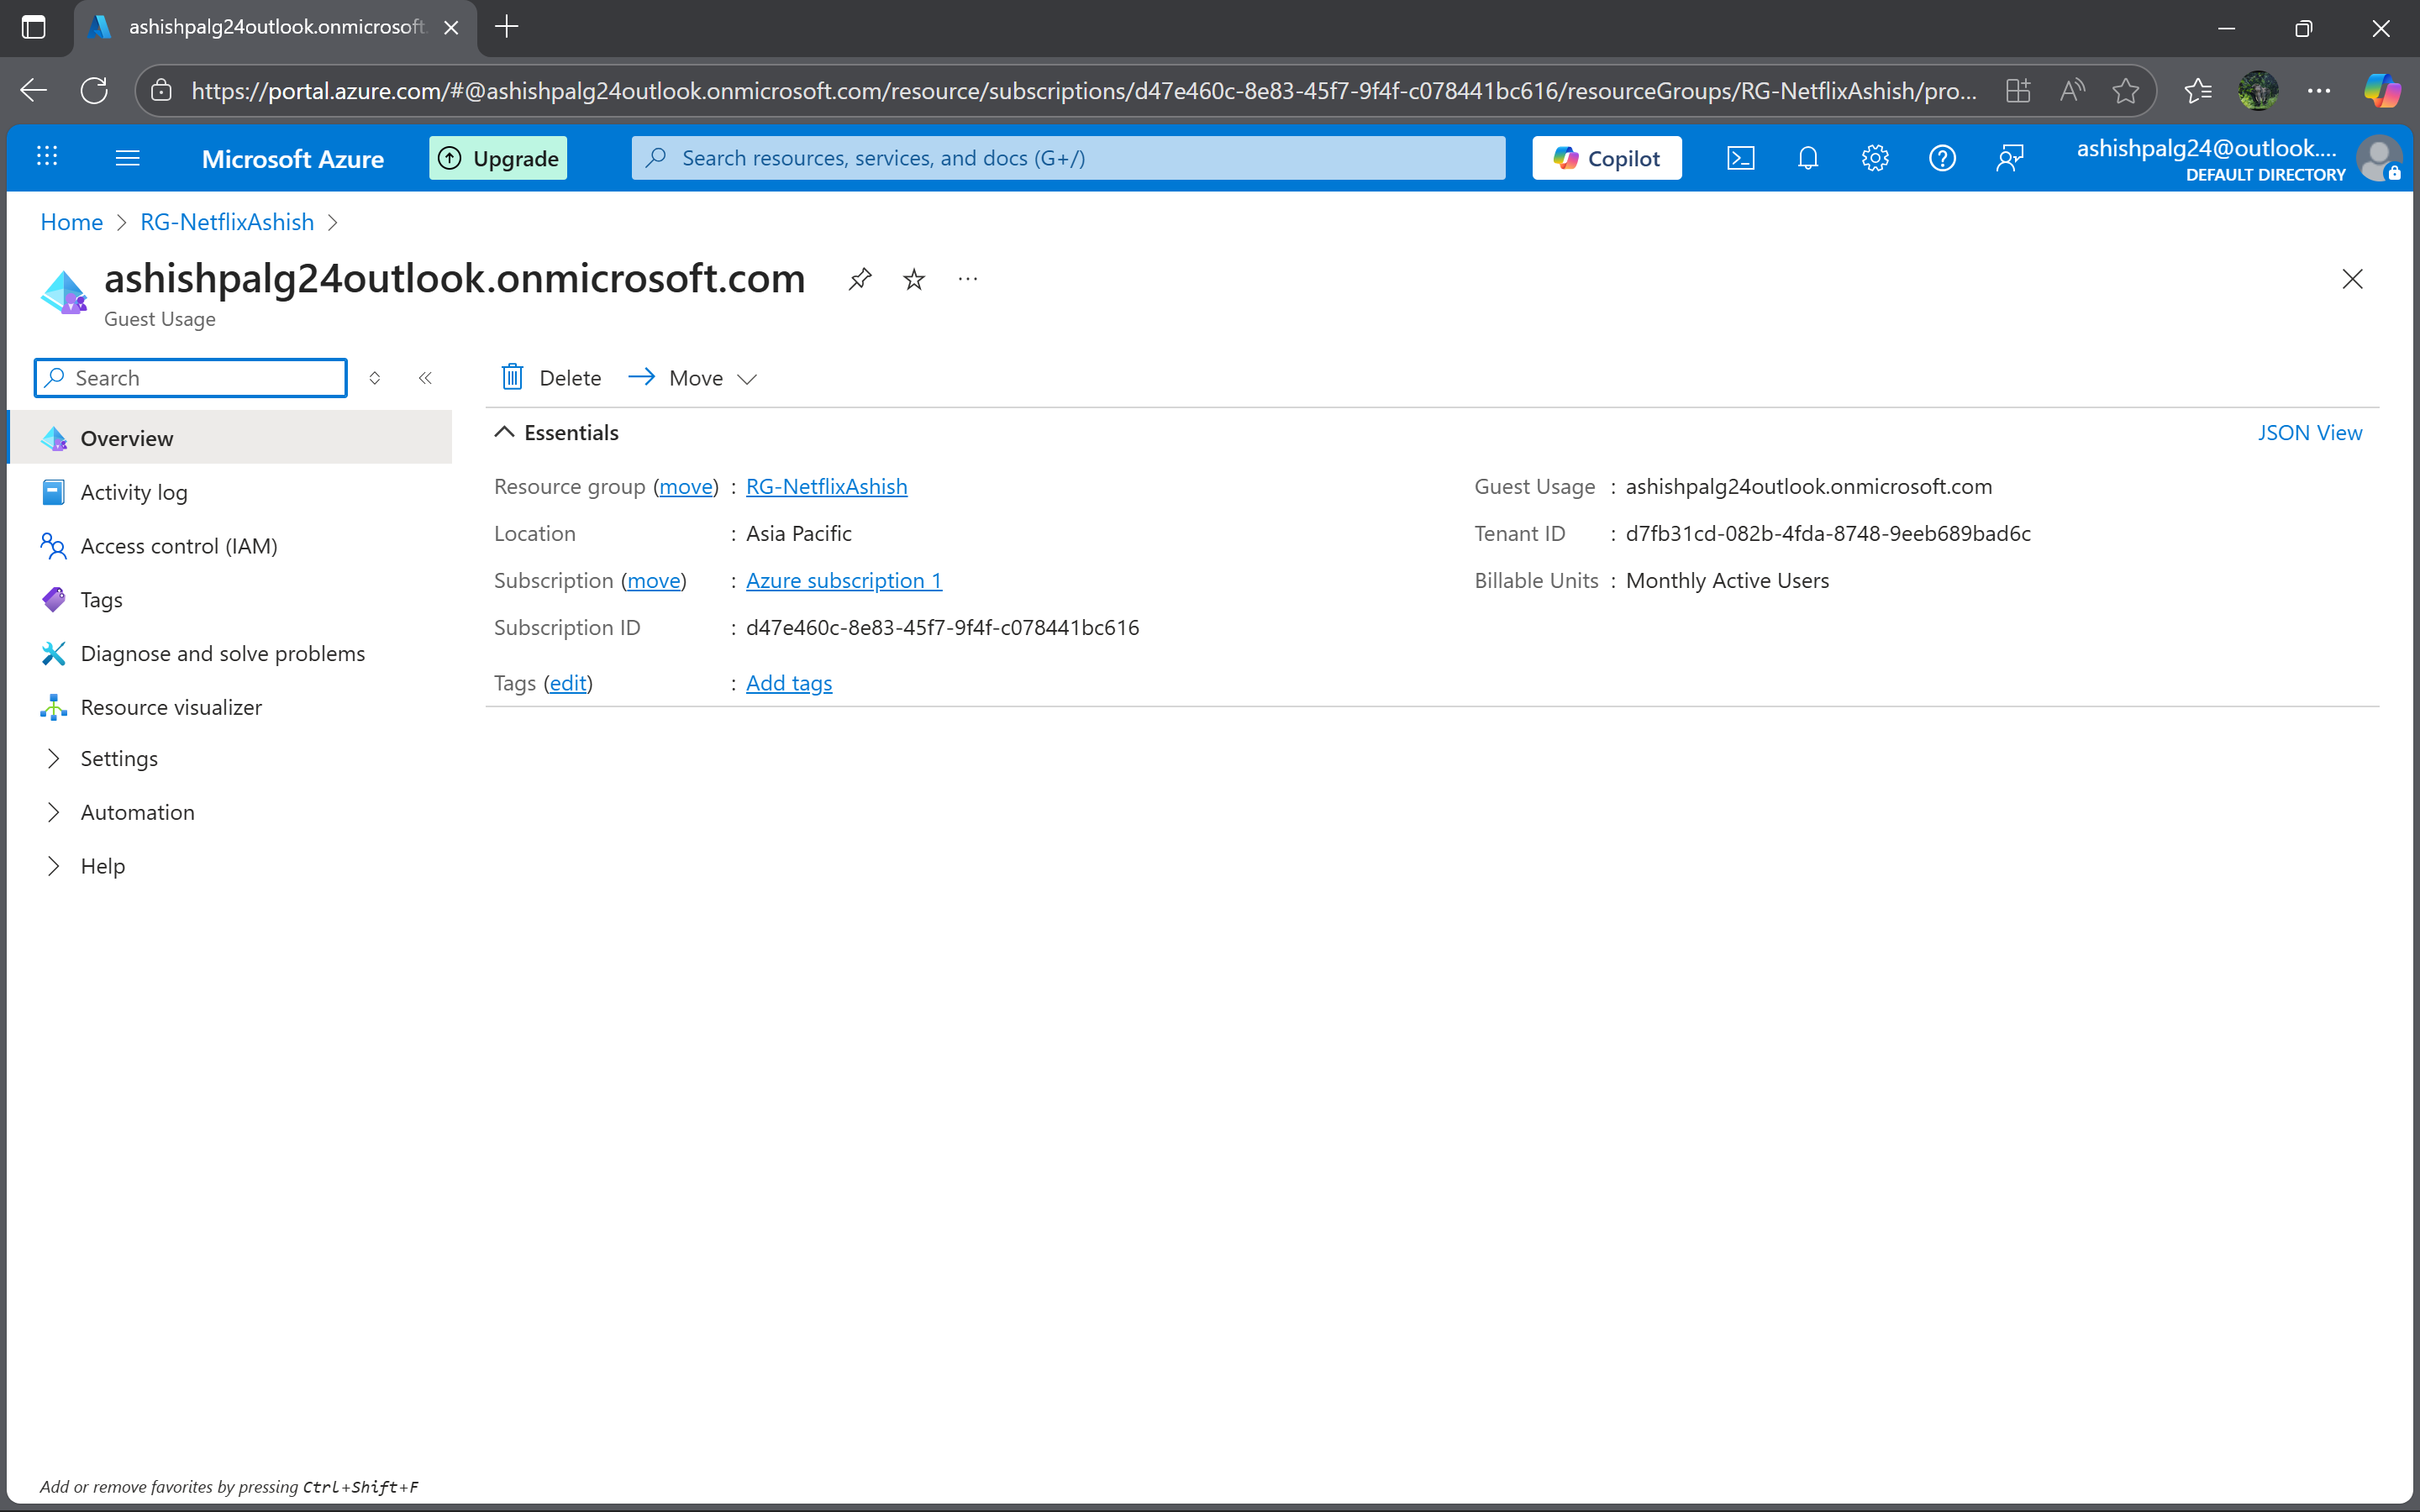 ashishpalg24outlook.onmicrosoft.
https://portal.azure.com/#@ashishpalg24outlook.onmicrosoft.com/resource/subscriptions/d47e460c-8e83-45f7-9f4f-c078441bc616/resourceGroups/RG-NetflixAshish/pro...
Microsoft Azure
Upgrade
Search resources, services, and docs (G+/)
Copilot
ashishpalg24@outlook....
DEFAULT DIRECTORY
Home > RG-NetflixAshish >
ashishpalg24outlook.onmicrosoft.com
Guest Usage
Search
Delete
Move
Overview
Activity log
Access control (IAM)
Tags
Diagnose and solve problems
Resource visualizer
Settings
Automation
Help
Essentials
JSON View
Resource group (move) : RG-NetflixAshish
Location : Asia Pacific
Subscription (move) : Azure subscription 1
Subscription ID : d47e460c-8e83-45f7-9f4f-c078441bc616
Tags (edit) : Add tags
Guest Usage : ashishpalg24outlook.onmicrosoft.com
Tenant ID : d7fb31cd-082b-4fda-8748-9eeb689bad6c
Billable Units : Monthly Active Users
Add or remove favorites by pressing Ctrl+Shift+F